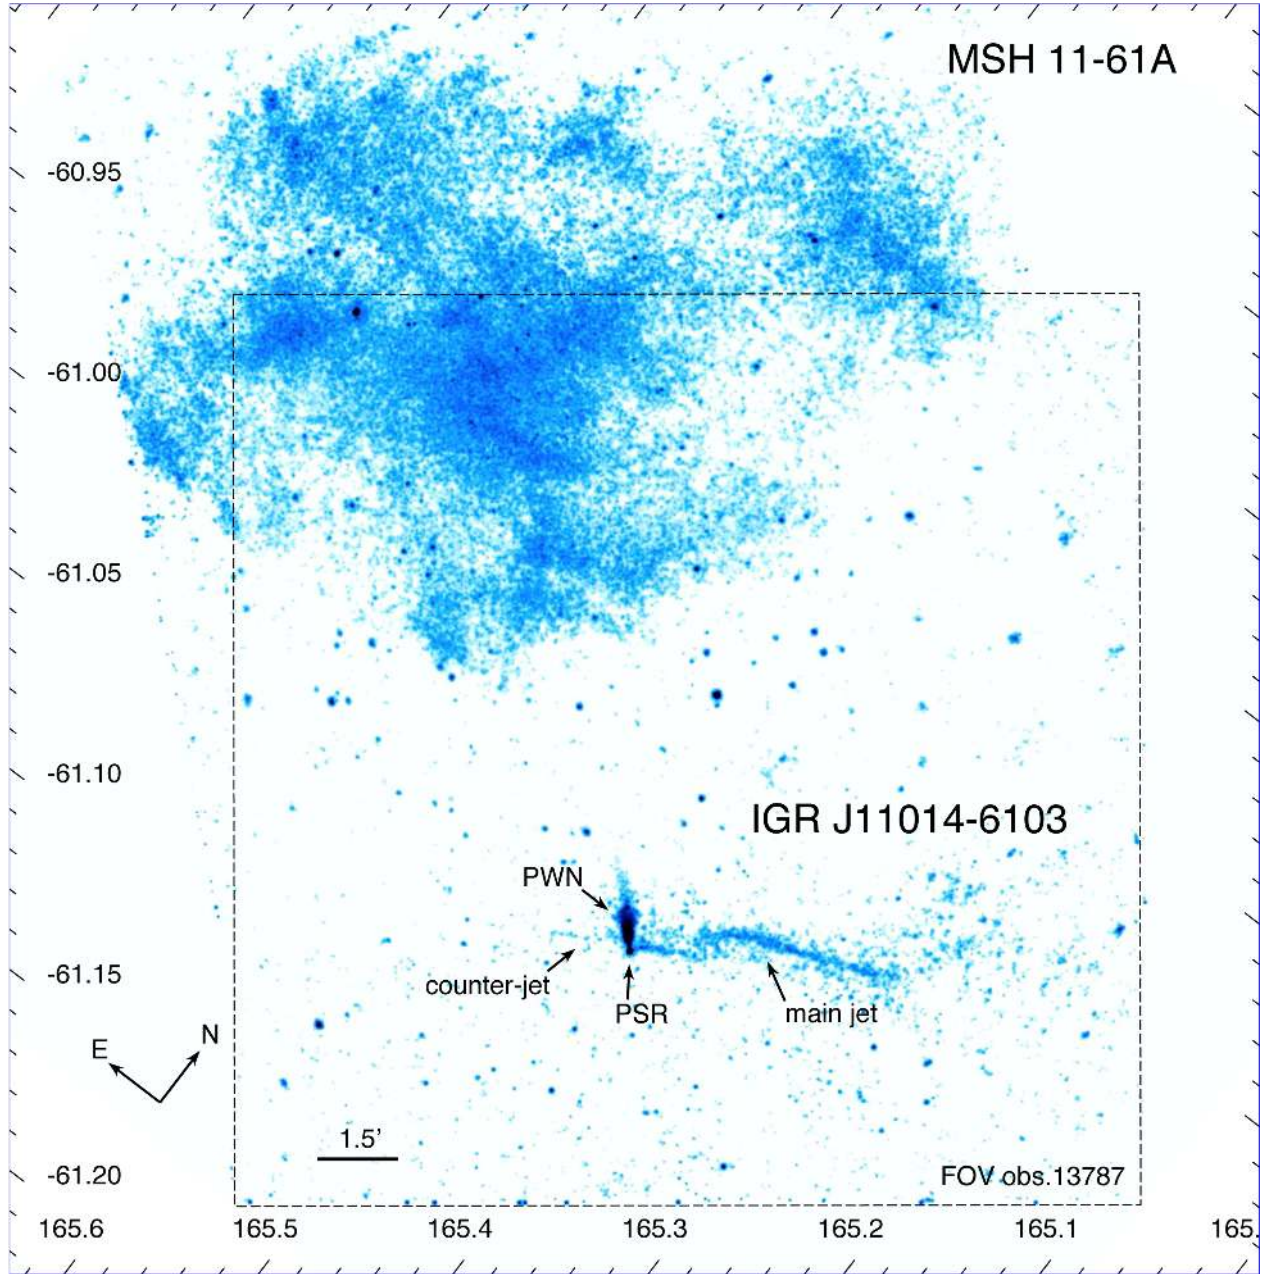 MSH 11-61A
-60.95
-61.00
-61.05
-61.10
IGR J11014-6103
PWN
-61.15
counter-jet
PSR
main jet
E
N
1.5’
-61.20
FOV obs.13787
165.6
165.5
165.4
165.3
165.2
165.1
165.